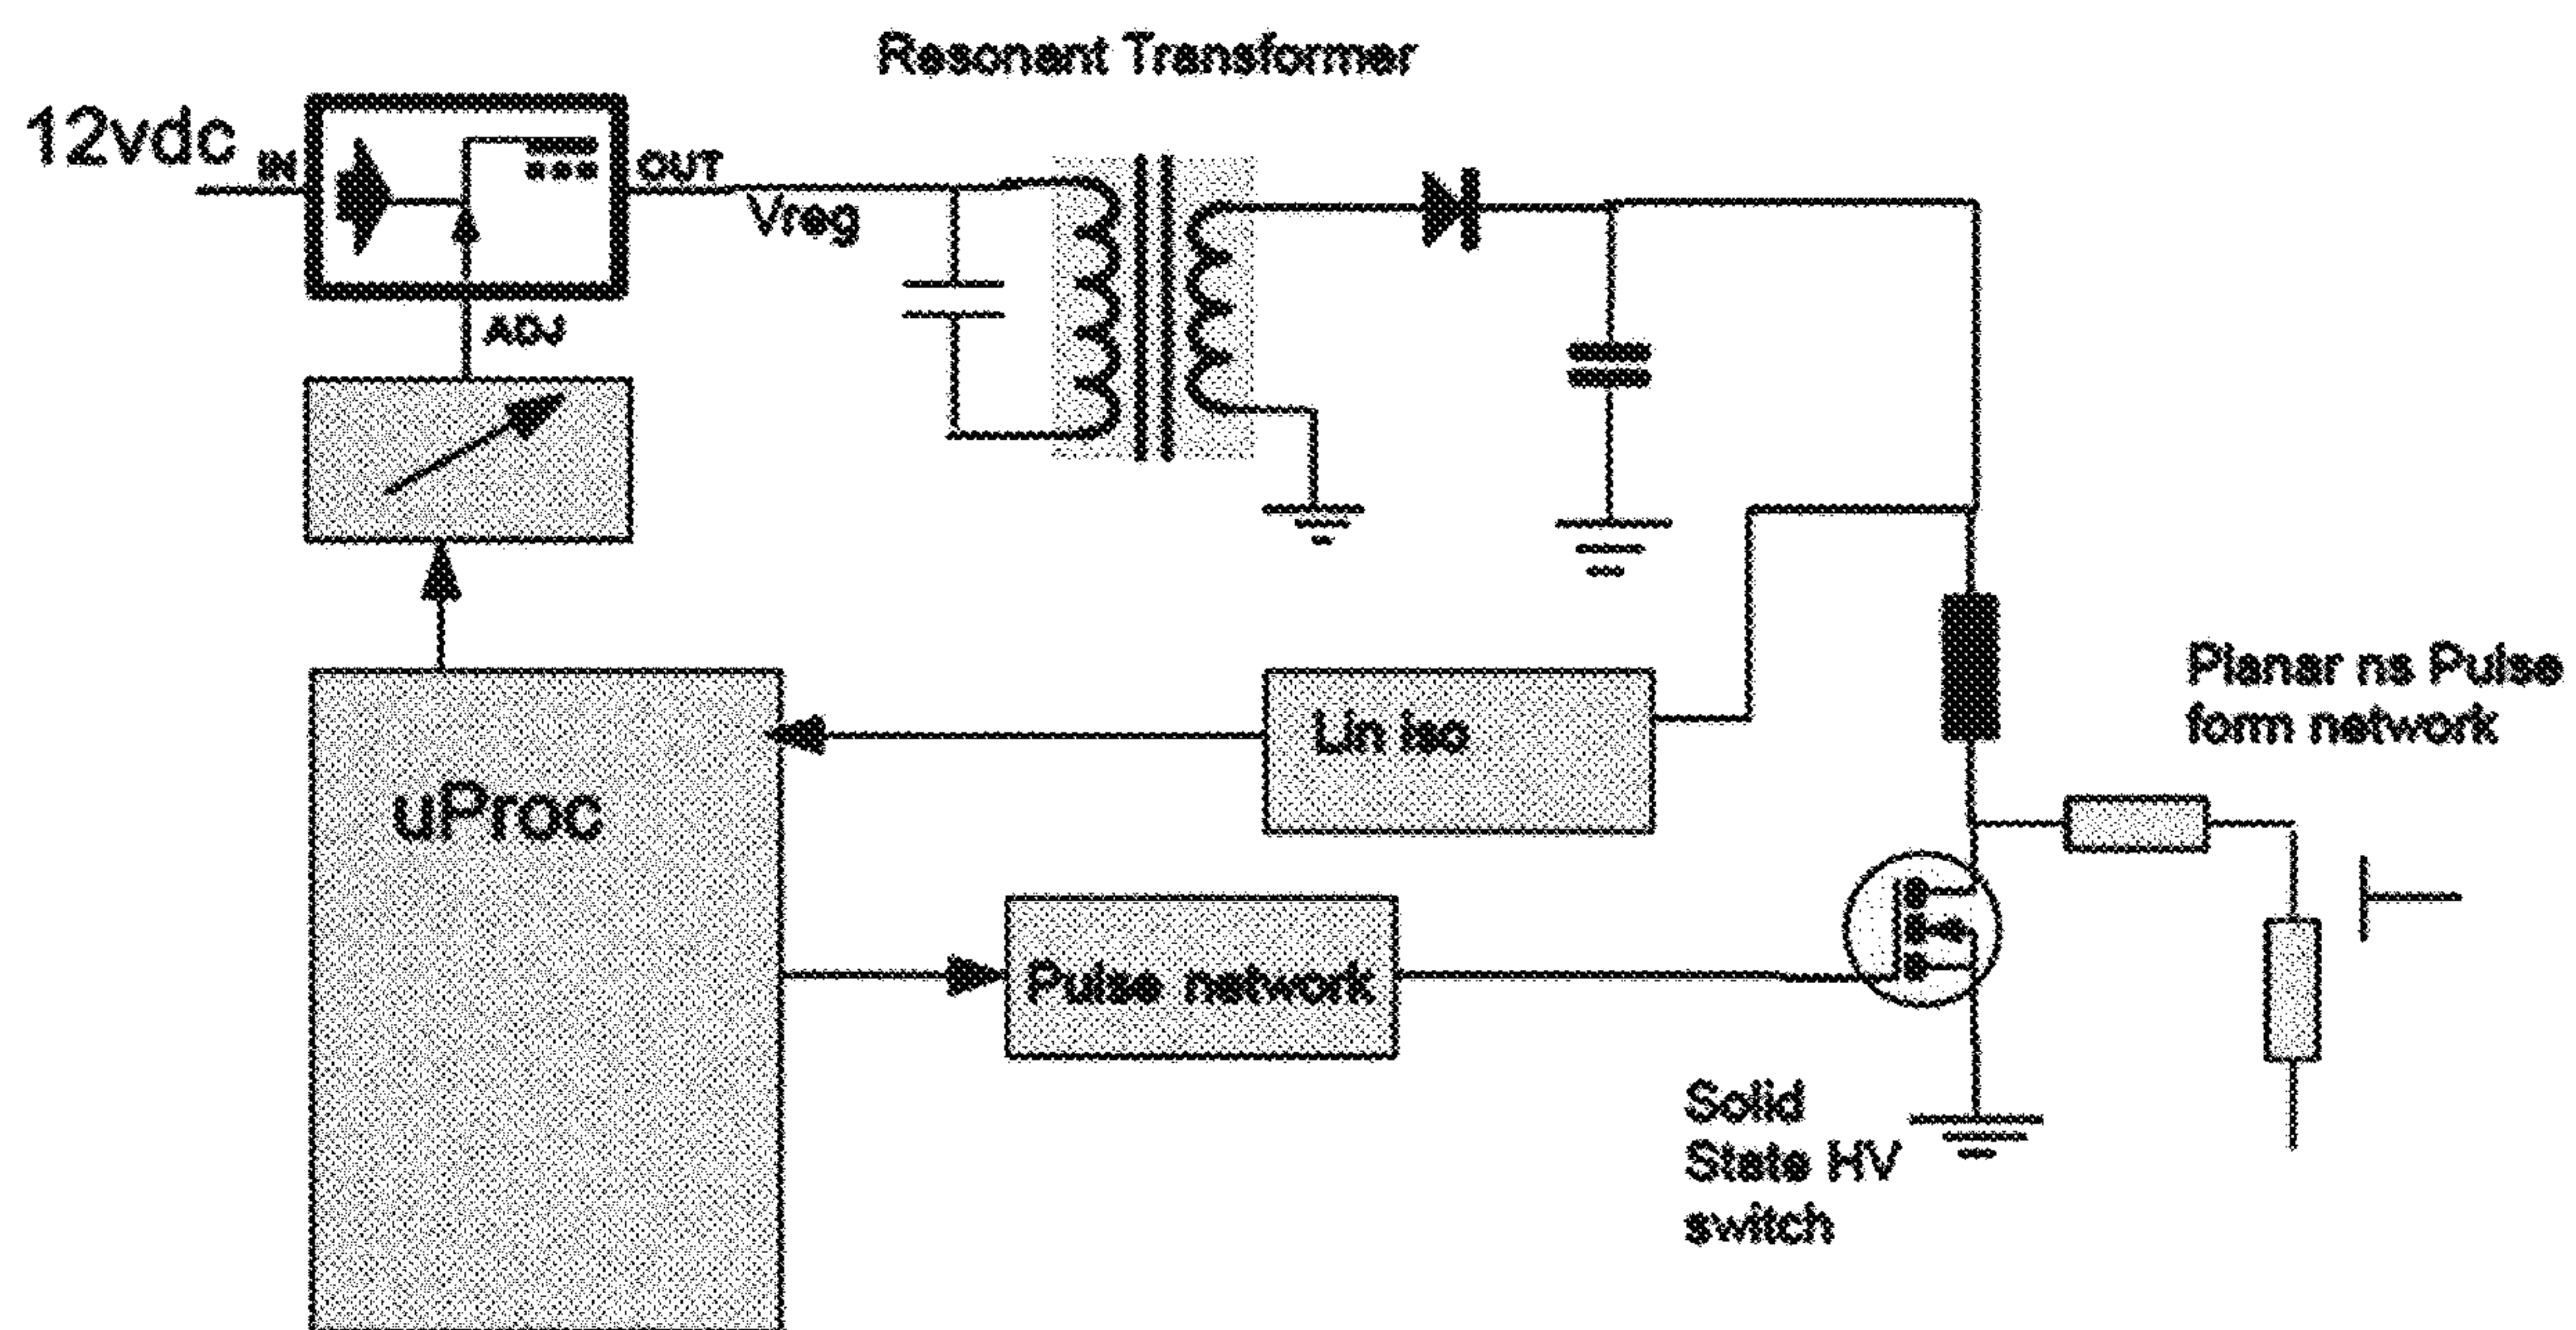 Resonant Transformer
12vdc
IN
OUT
Vreg
ADJ
uProc
Lin iso
Planar ns Pulse
form network
Pulse network
Solid
State HV
switch